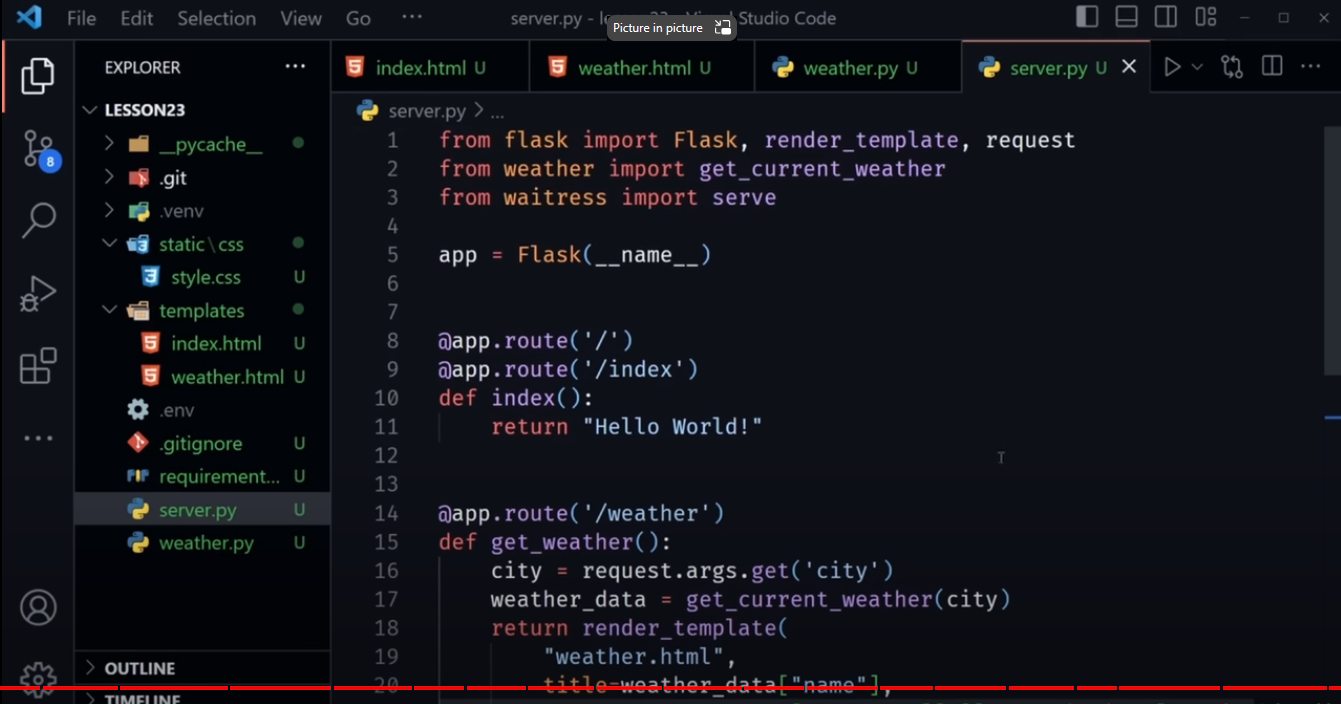 File Edit Selection View Go ...
server.py - le
Studio Code
Picture in picture
EXPLORER ...
LESSON23
__pycache__
.git
.venv
static\css
style.css U
templates
index.html U
weather.html U
.env
.gitignore U
requirement... U
server.py U
weather.py U
OUTLINE
TIMELINE
8
index.html U
weather.html U
weather.py U
server.py U
server.py > ...
1 from flask import Flask, render_template, request
2 from weather import get_current_weather
3 from waitress import serve
4
5 app = Flask(__name__)
6
7
8 @app.route('/')
9 @app.route('/index')
10 def index():
11 return "Hello World!"
12
13
14 @app.route('/weather')
15 def get_weather():
16 city = request.args.get('city')
17 weather_data = get_current_weather(city)
18 return render_template(
19 "weather.html",
20 title=weather_data["name"],